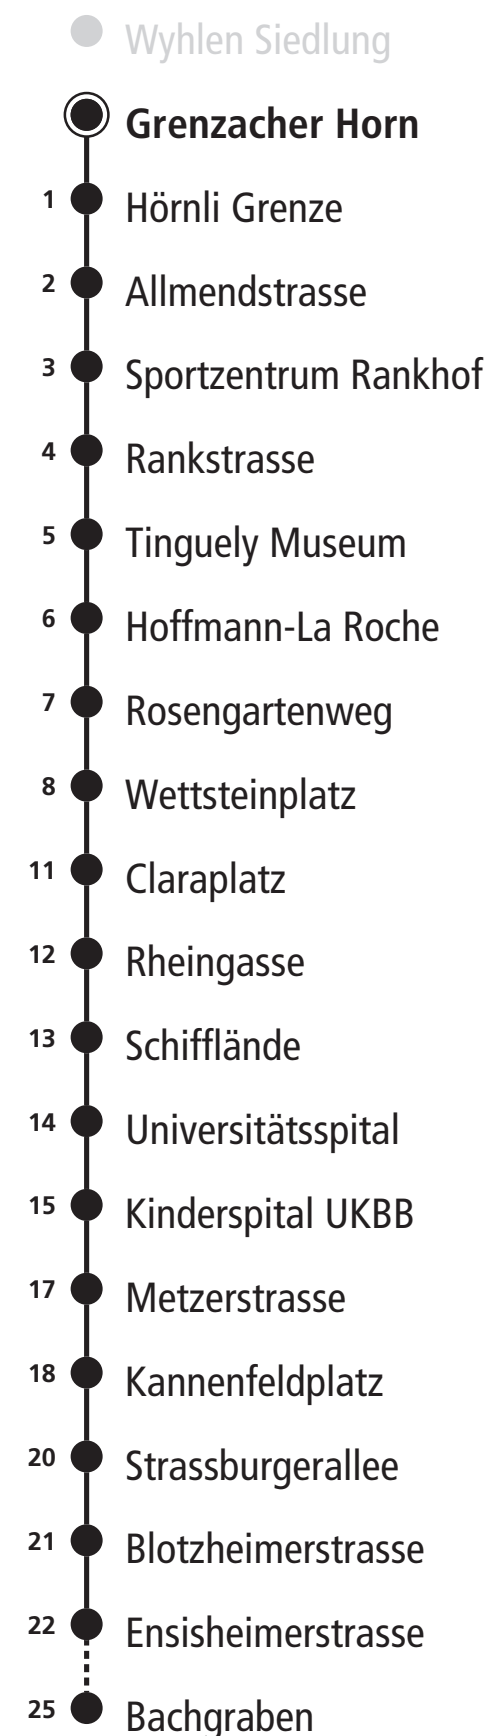 Wyhlen Siedlung
Grenzacher Horn
1 Hörnli Grenze
2 Allmendstrasse
3 Sportzentrum Rankhof
4 Rankstrasse
5 Tinguely Museum
6 Hoffmann-La Roche
7 Rosengartenweg
8 Wettsteinplatz
11 Claraplatz
12 Rheingasse
13 Schifflände
14 Universitätsspital
15 Kinderspital UKBB
17 Metzerstrasse
18 Kannenfeldplatz
20 Strassburgerallee
21 Blotzheimerstrasse
22 Ensisheimerstrasse
25 Bachgraben